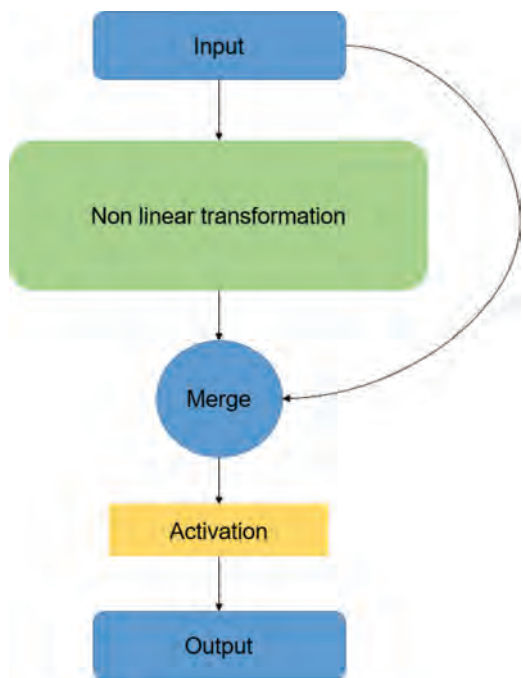 Input
Non linear transformation
Merge
Activation
Output